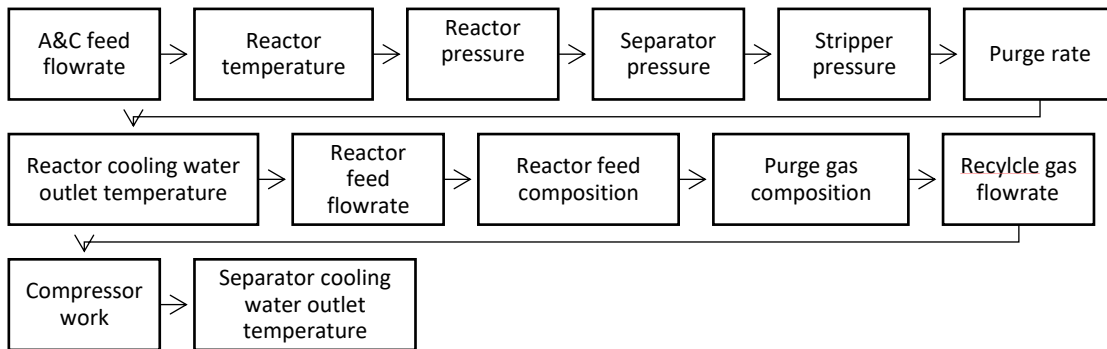 A&C feed
flowrate
Reactor
temperature
Reactor
pressure
Separator
pressure
Stripper
pressure
Purge rate
Reactor cooling water
outlet temperature
Reactor
feed
flowrate
Reactor feed
composition
Purge gas
composition
Recylcle gas
flowrate
Compressor
work
Separator cooling
water outlet
temperature